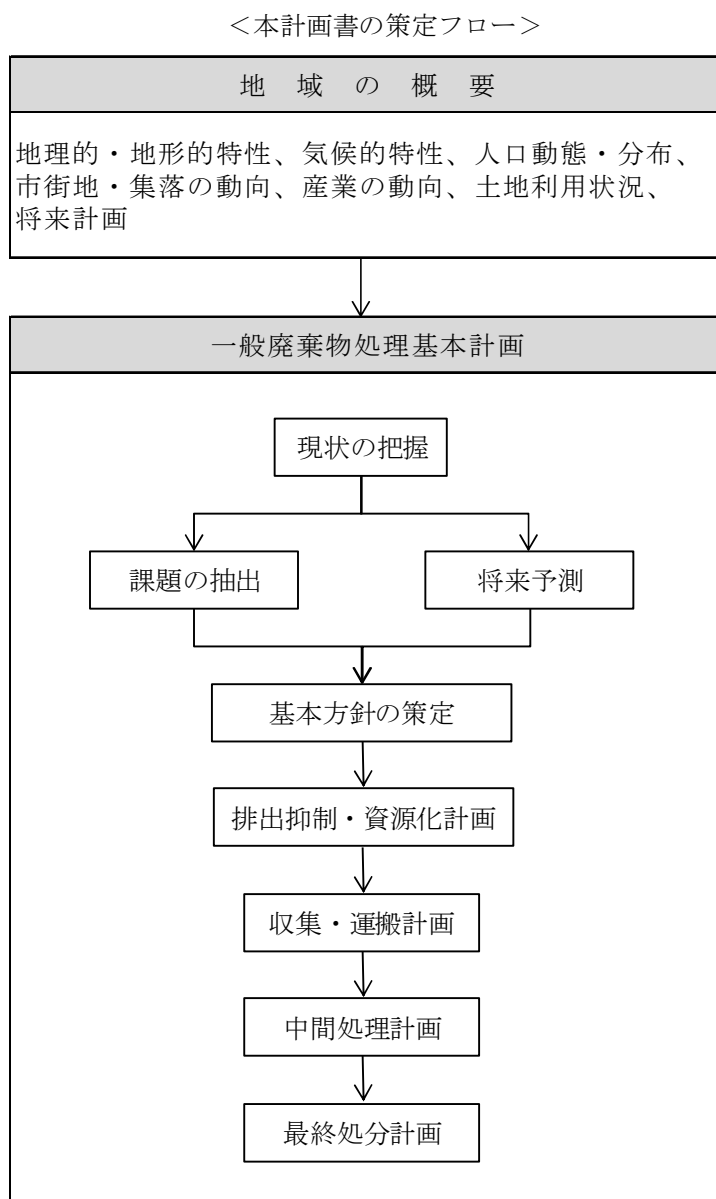 ＜本計画書の策定フロー＞
地　域　の　概　要
地理的・地形的特性、気候的特性、人口動態・分布、
市街地・集落の動向、産業の動向、土地利用状況、
将来計画
一般廃棄物処理基本計画
現状の把握
課題の抽出
将来予測
基本方針の策定
排出抑制・資源化計画
収集・運搬計画
中間処理計画
最終処分計画